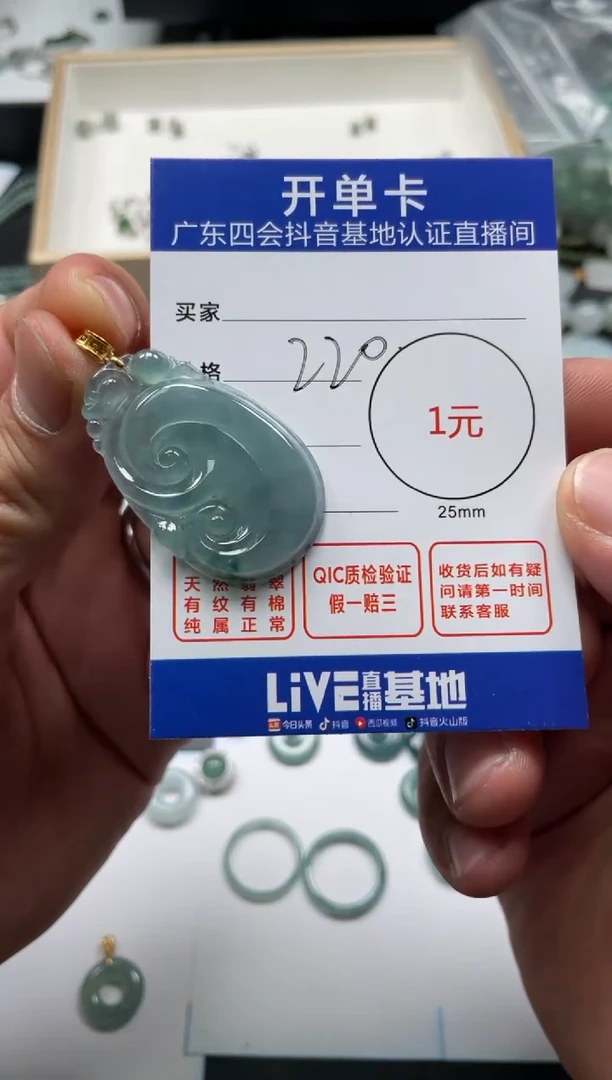 开单卡
广东四会抖音基地认证直播间
买家
格
220
1元
25mm
天然翡翠
有纹有棉
纯属正常
QIC质检验证
假一赔三
收货后如有疑
问请第一时间
联系客服
LiVE直播基地
今日头条 抖音 西瓜视频 抖音火山版